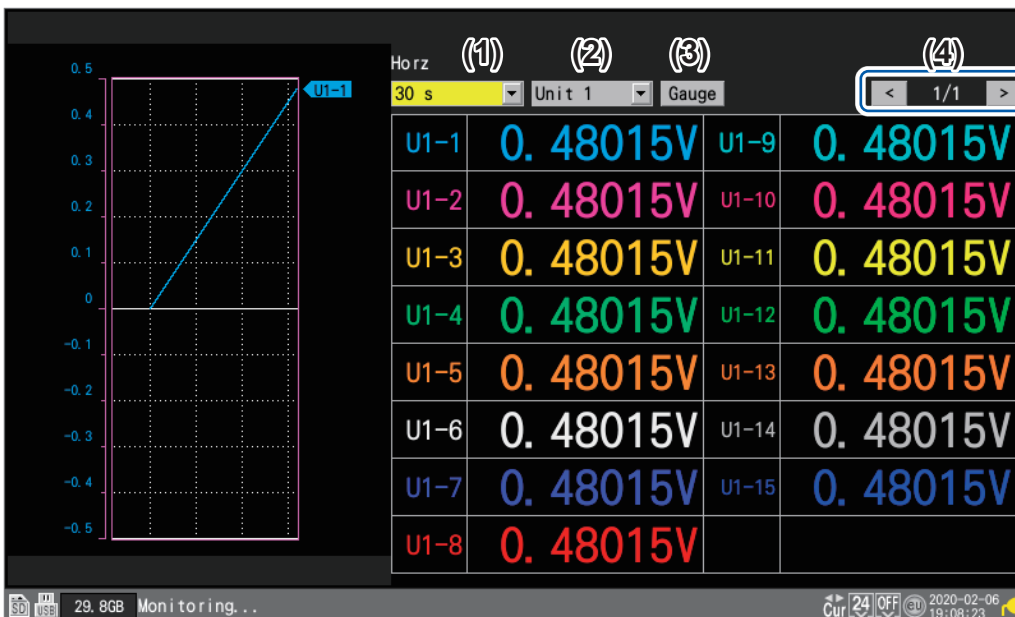 Horz (1) (2) (3) (4)
30 s Unit 1 Gauge < 1/1 >
0.5
0.4
0.3
0.2
0.1
0
-0.1
-0.2
-0.3
-0.4
-0.5
U1-1
U1-1 0.48015V U1-9 0.48015V
U1-2 0.48015V U1-10 0.48015V
U1-3 0.48015V U1-11 0.48015V
U1-4 0.48015V U1-12 0.48015V
U1-5 0.48015V U1-13 0.48015V
U1-6 0.48015V U1-14 0.48015V
U1-7 0.48015V U1-15 0.48015V
U1-8 0.48015V
SD USB 29.8GB Monitoring... Cur 24 OFF eu 2020-02-06
19:08:23